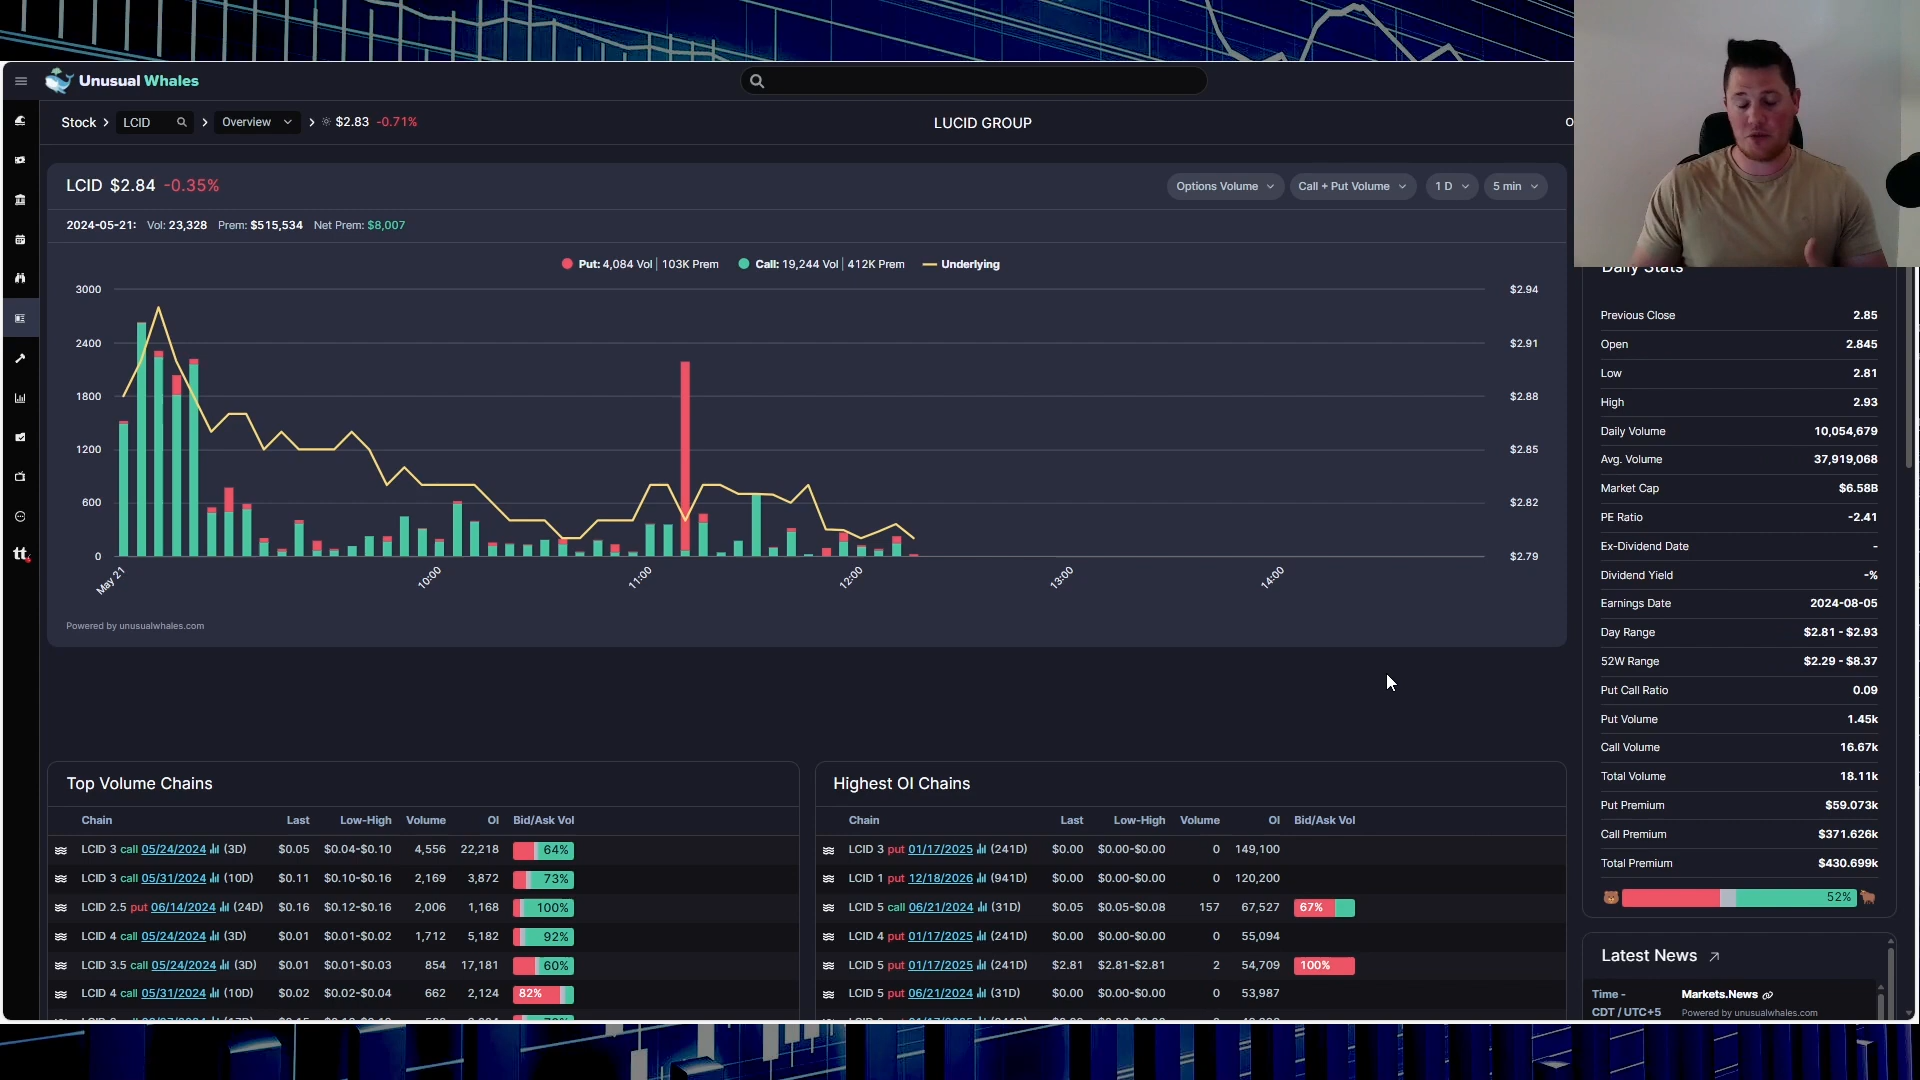 Unusual Whales
Stock > LCID > Overview > $2.83 -0.71%
LUCID GROUP
O
LCID $2.84 -0.35%
Options Volume
Call + Put Volume
1 D
5 min
2024-05-21: Vol: 23,328 Prem: $515,534 Net Prem: $8,007
Put: 4,084 Vol | 103K Prem Call: 19,244 Vol | 412K Prem Underlying
3000 $2.94
2400 $2.91
1800 $2.88
1200 $2.85
600 $2.82
0 $2.79
May 21 10:00 11:00 12:00 13:00 14:00
Powered by unusualwhales.com
tt
Daily Stats
Previous Close 2.85
Open 2.845
Low 2.81
High 2.93
Daily Volume 10,054,679
Avg. Volume 37,919,068
Market Cap $6.58B
PE Ratio -2.41
Ex-Dividend Date -
Dividend Yield -%
Earnings Date 2024-08-05
Day Range $2.81 - $2.93
52W Range $2.29 - $8.37
Put Call Ratio 0.09
Put Volume 1.45k
Call Volume 16.67k
Total Volume 18.11k
Put Premium $59.073k
Call Premium $371.626k
Total Premium $430.699k
52%
Top Volume Chains
Chain Last Low-High Volume OI Bid/Ask Vol
LCID 3 call 05/24/2024 (3D) $0.05 $0.04-$0.10 4,556 22,218 64%
LCID 3 call 05/31/2024 (10D) $0.11 $0.10-$0.16 2,169 3,872 73%
LCID 2.5 put 06/14/2024 (24D) $0.16 $0.12-$0.16 2,006 1,168 100%
LCID 4 call 05/24/2024 (3D) $0.01 $0.01-$0.02 1,712 5,182 92%
LCID 3.5 call 05/24/2024 (3D) $0.01 $0.01-$0.03 854 17,181 60%
LCID 4 call 05/31/2024 (10D) $0.02 $0.02-$0.04 662 2,124 82%
Highest OI Chains
Chain Last Low-High Volume OI Bid/Ask Vol
LCID 3 put 01/17/2025 (241D) $0.00 $0.00-$0.00 0 149,100
LCID 1 put 12/18/2026 (941D) $0.00 $0.00-$0.00 0 120,200
LCID 5 call 06/21/2024 (31D) $0.05 $0.05-$0.08 157 67,527 67%
LCID 4 put 01/17/2025 (241D) $0.00 $0.00-$0.00 0 55,094
LCID 5 put 01/17/2025 (241D) $2.81 $2.81-$2.81 2 54,709 100%
LCID 5 put 06/21/2024 (31D) $0.00 $0.00-$0.00 0 53,987
Latest News
Time - CDT / UTC+5
Markets.News
Powered by unusualwhales.com